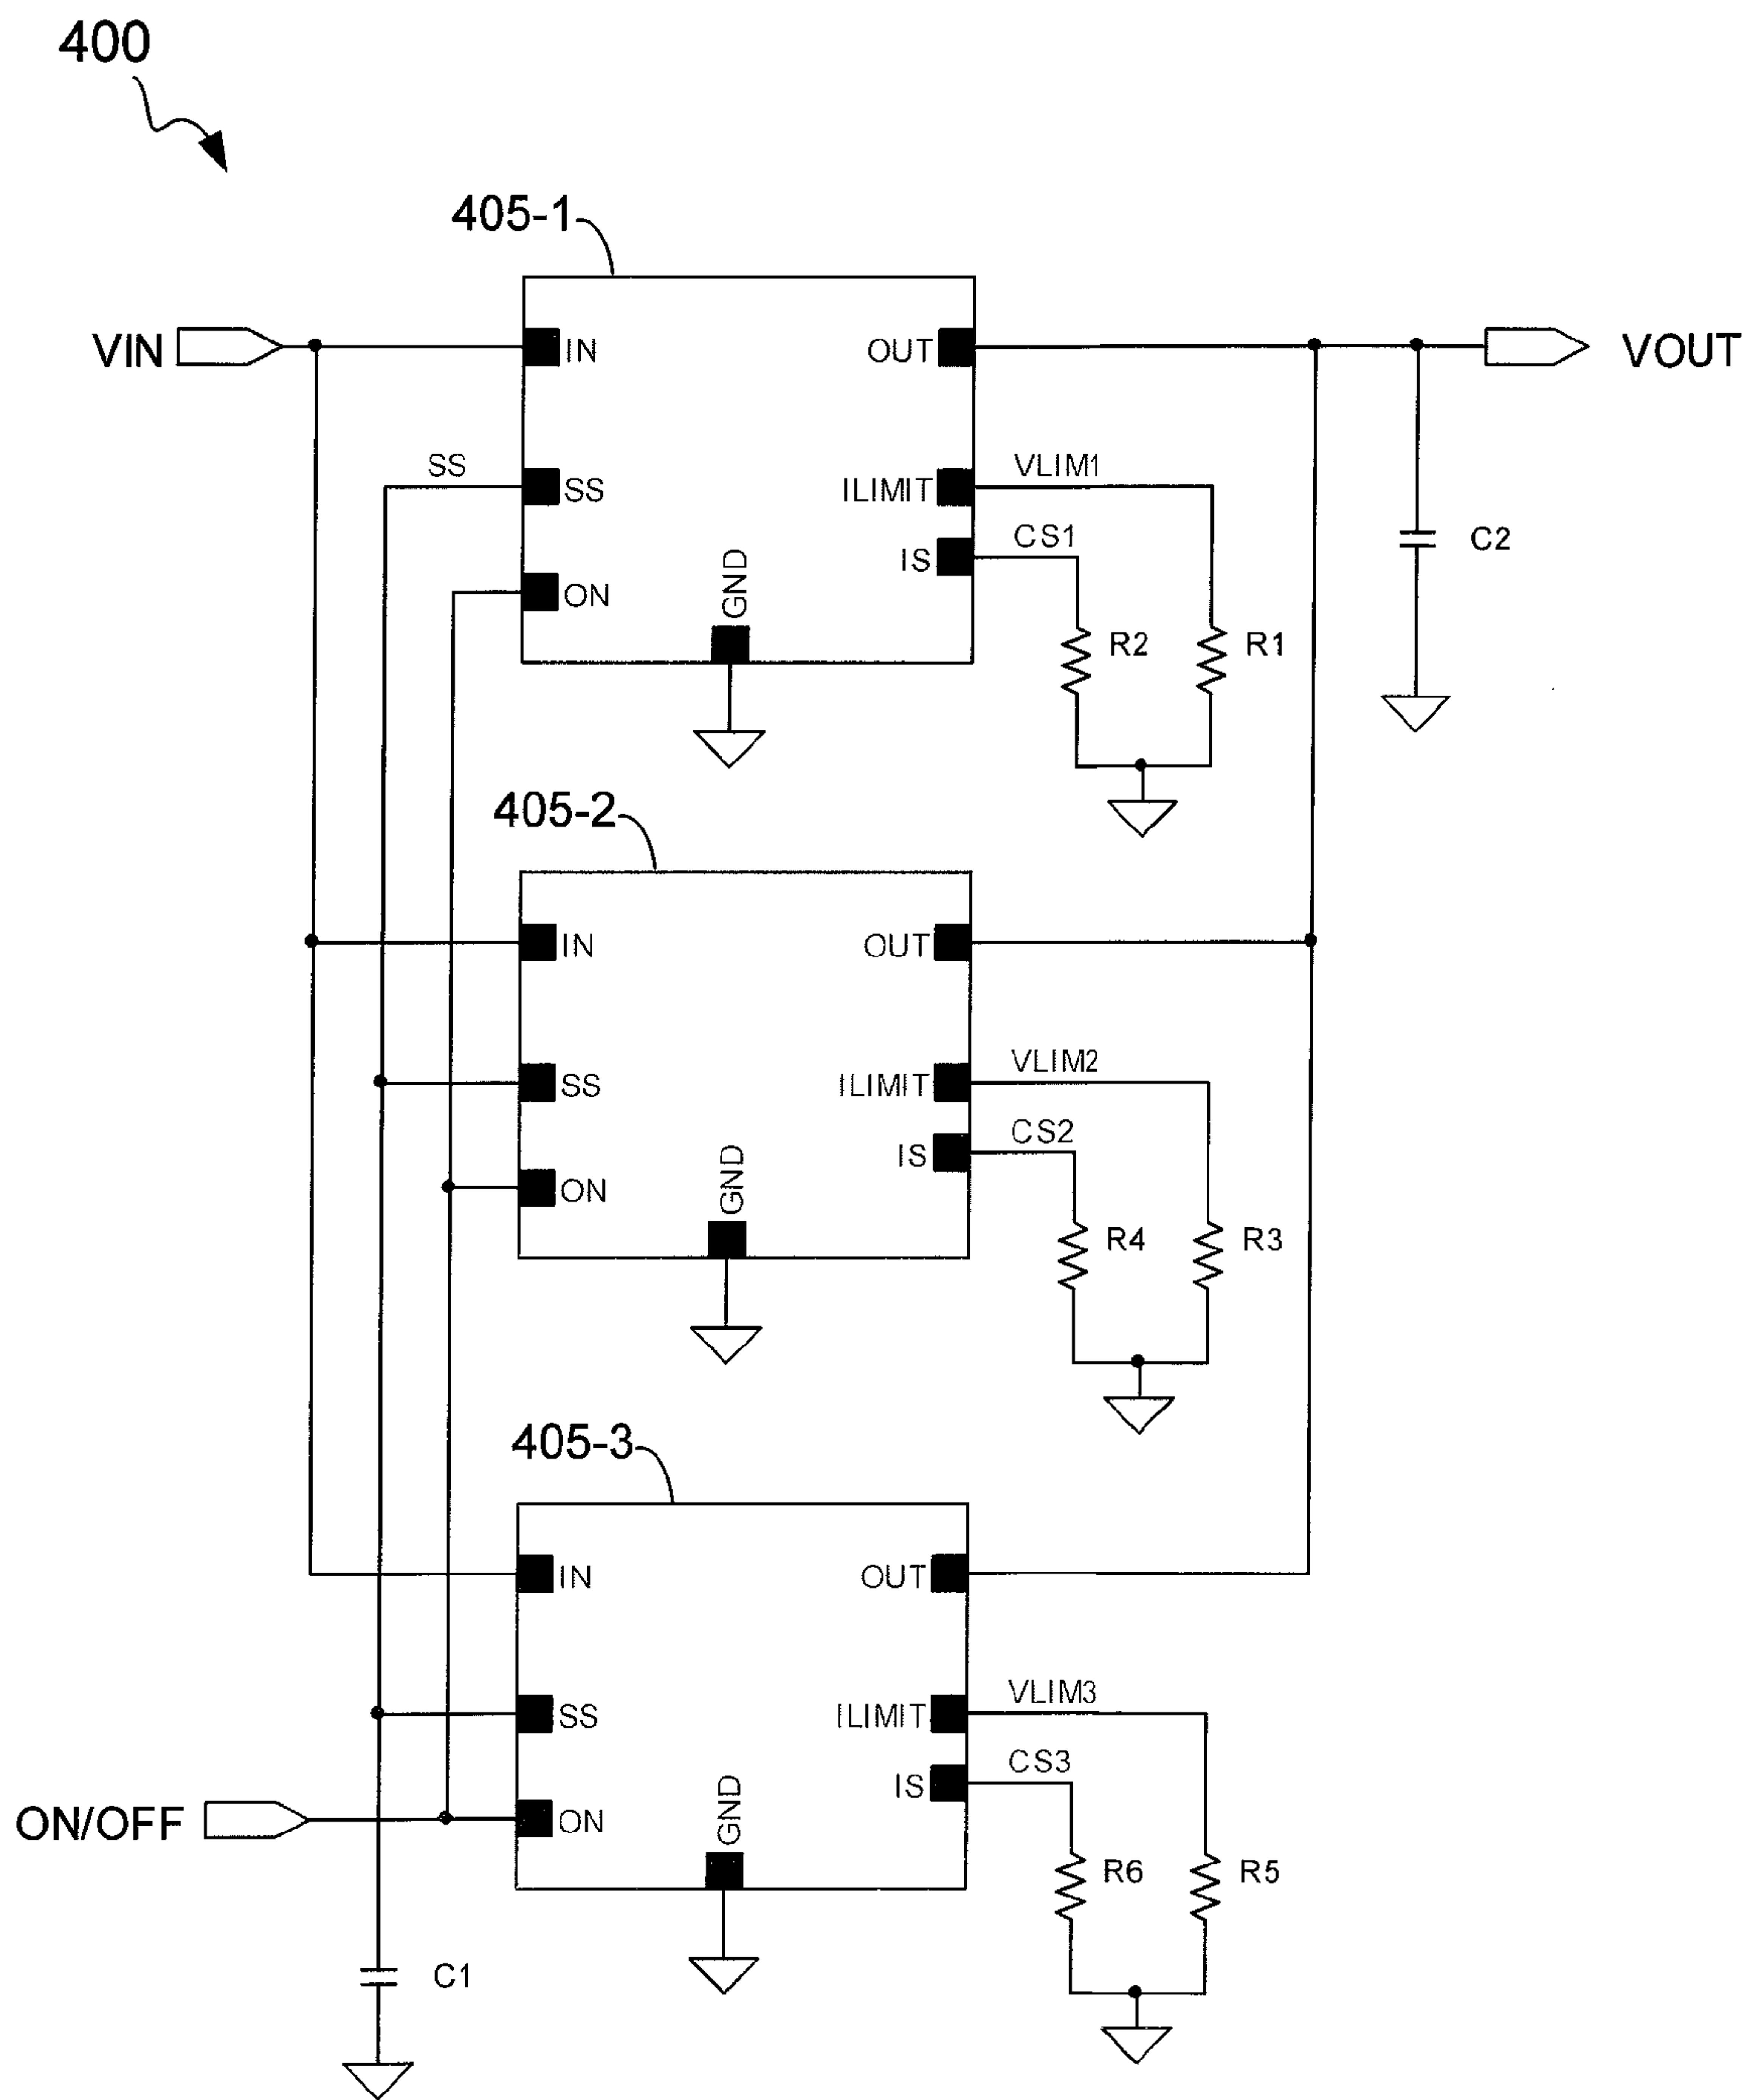 400
405-1
VIN
IN
OUT
VOUT
SS
SS
ILIMIT
VLIM1
CS1
IS
C2
ON
GND
R2
R1
405-2
IN
OUT
SS
ILIMIT
VLIM2
CS2
IS
ON
GND
R4
R3
405-3
IN
OUT
SS
ILIMIT
VLIM3
CS3
IS
ON/OFF
ON
GND
R6
R5
C1